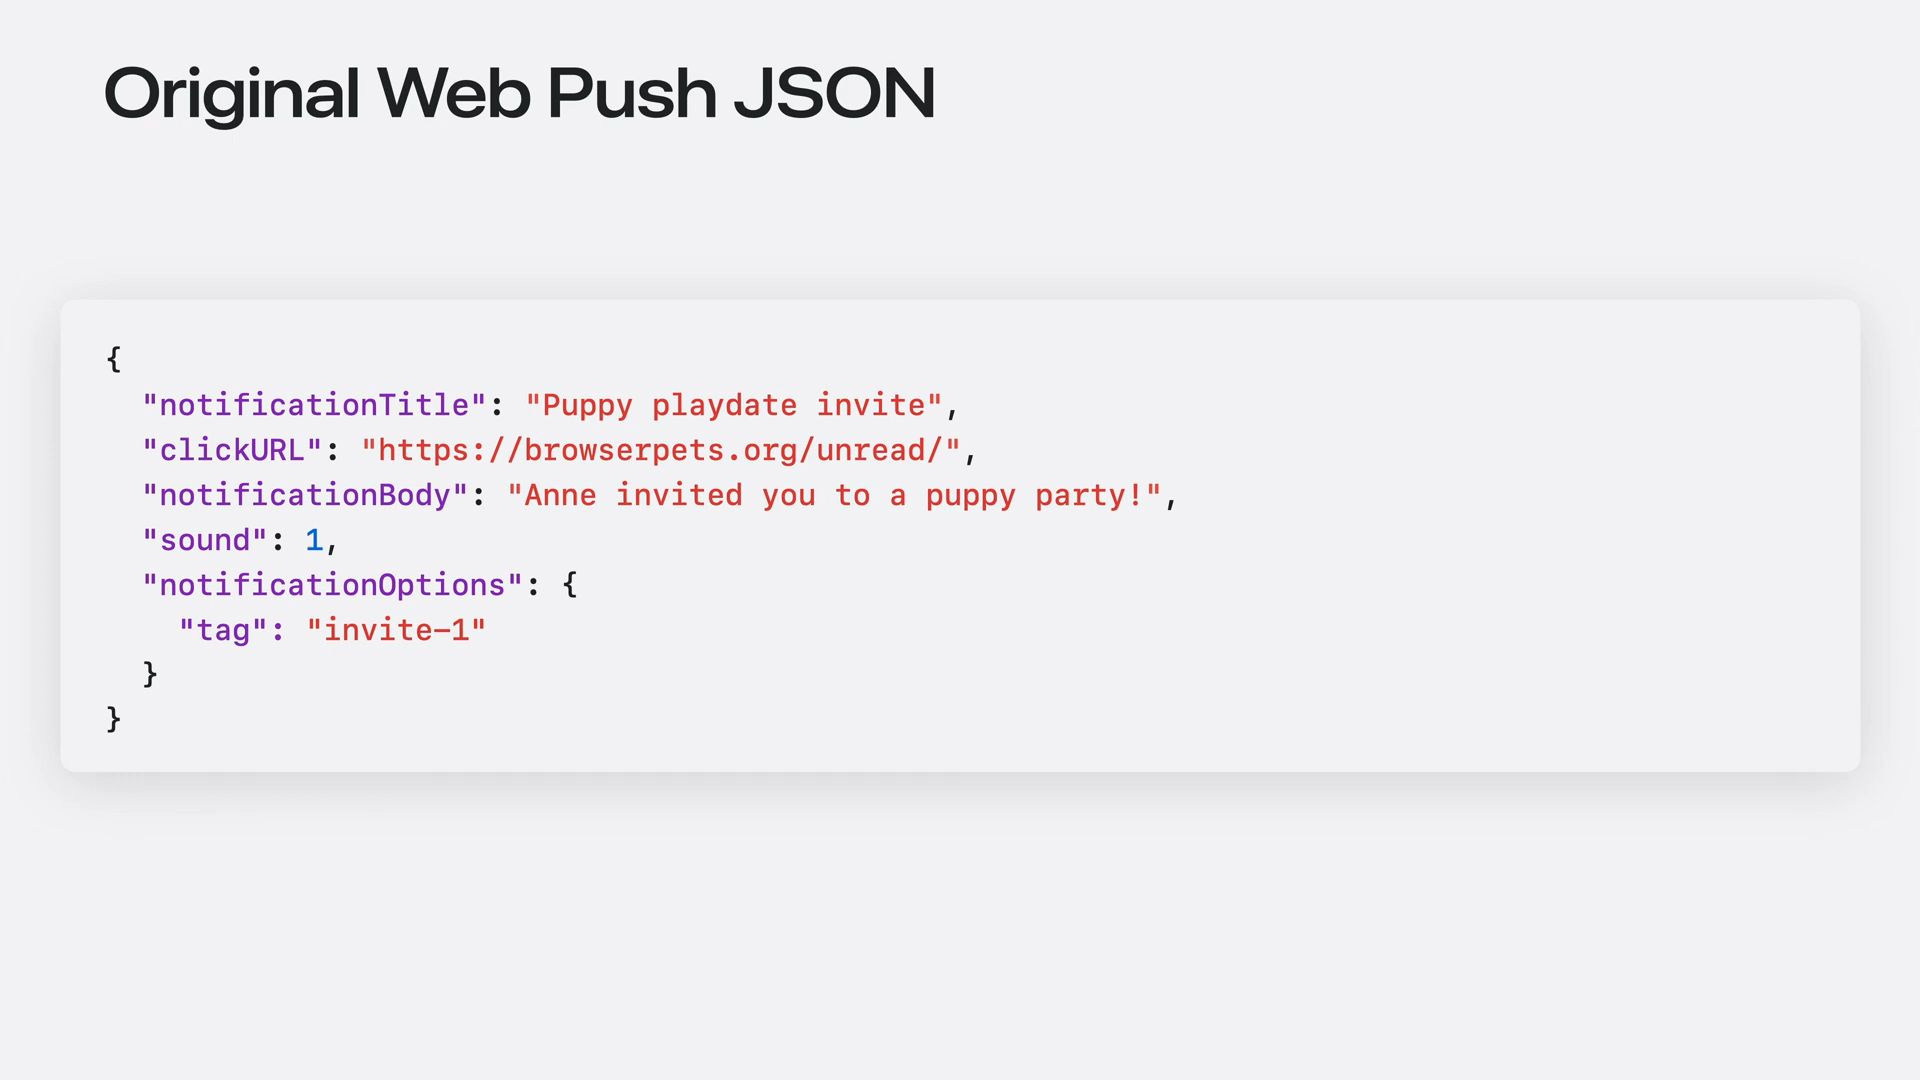 Original Web Push JSON
{
  "notificationTitle": "Puppy playdate invite",
  "clickURL": "https://browserpets.org/unread/",
  "notificationBody": "Anne invited you to a puppy party!",
  "sound": 1,
  "notificationOptions": {
    "tag": "invite-1"
  }
}